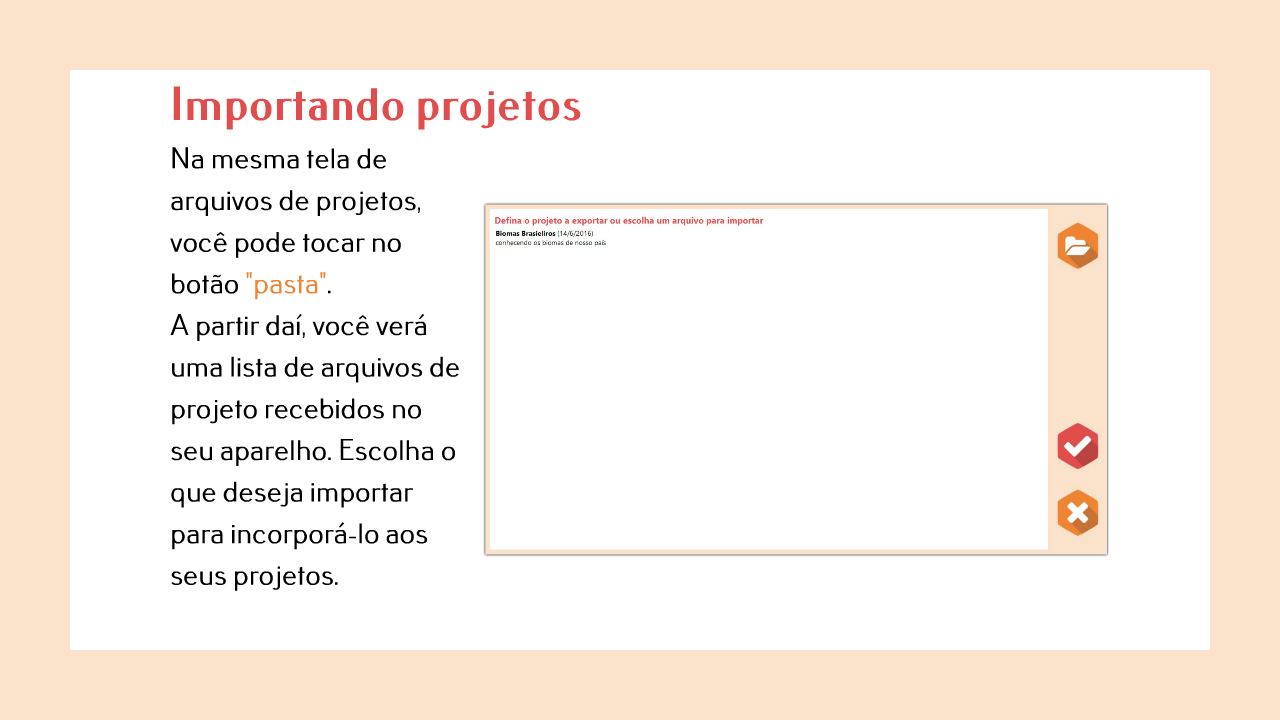 Importando projetos
Na mesma tela de
arquivos de projetos,
você pode tocar no
botão "pasta".
A partir daí, você verá
uma lista de arquivos de
projeto recebidos no
seu aparelho. Escolha o
que deseja importar
para incorporá-lo aos
seus projetos.
Defina o projeto a exportar ou escolha um arquivo para importar
Biomas Brasieliros (14/6/2016)
conhecendo os biomas de nosso país